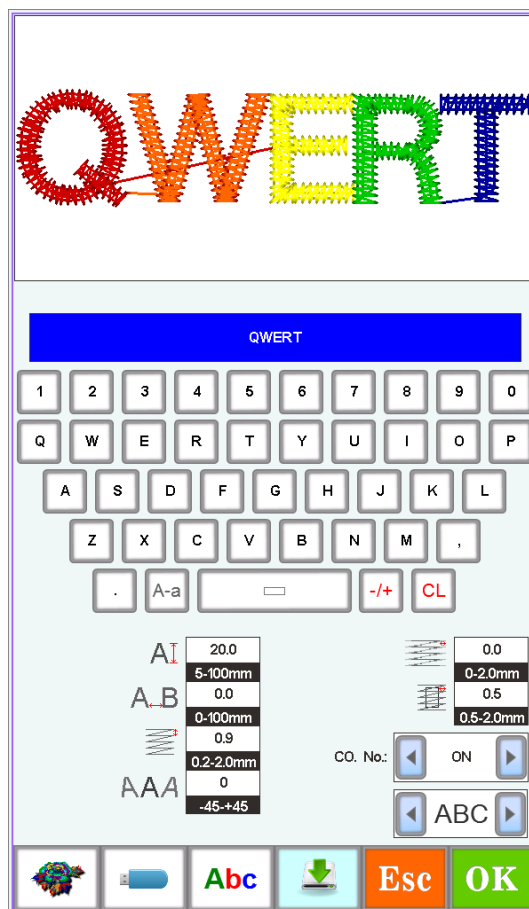 QWERT
QWERT
1 2 3 4 5 6 7 8 9 0
Q W E R T Y U I O P
A S D F G H J K L
Z X C V B N M ,
. A-a -/+ CL
A 20.0 0.0
5-100mm 0-2.0mm
A B 0.0 0.5
0-100mm 0.5-2.0mm
0.9
0.2-2.0mm CO. No.: ON
AAA 0
-45-+45 ABC
Abc Esc OK